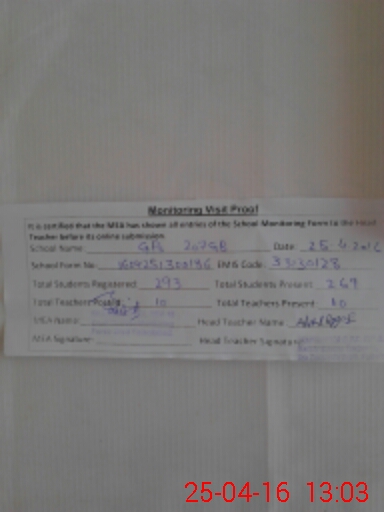 Monitoring Visit Proof
It is certified that the MEA has shown all entries of the School Monitoring Form to the Head
Teacher before its online submission.
School Name: GPS 207GB Date: 25 4 2016
School Form No: EMIS Code: 33130128
Total Students Registered: 293 Total Students Present: 269
Total Teachers 10 Total Teachers Present: 10
MEA Name: Head Teacher Name
MEA Signature: Head Teacher Signature
25-04-16 13:03